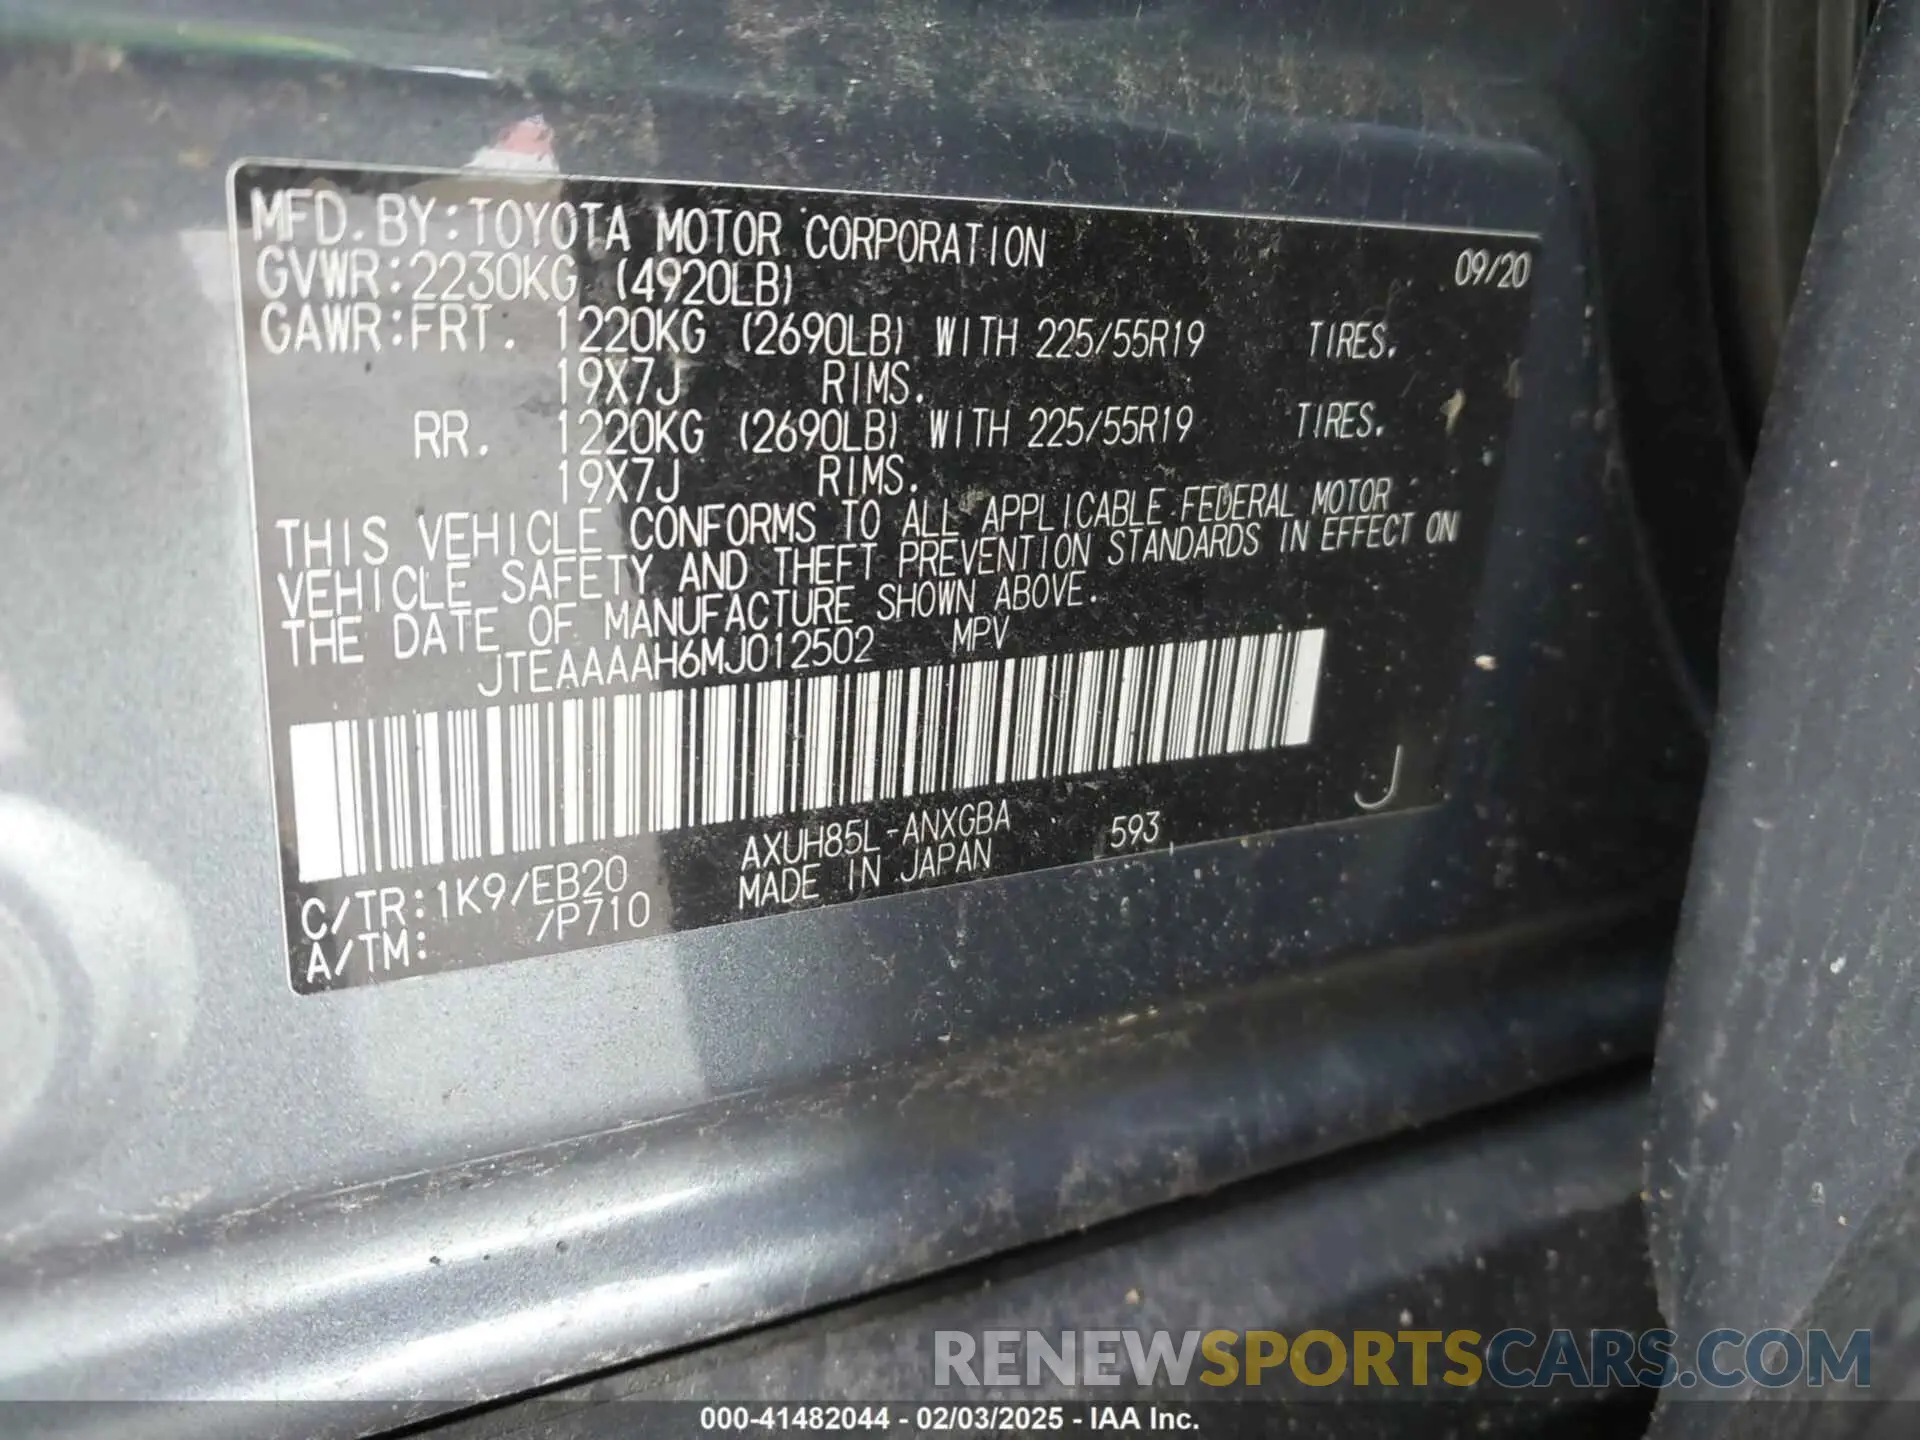 MFD.BY:TOYOTA MOTOR CORPORATION 09/20
GVWR:2230KG (4920LB)
GAWR:FRT. 1220KG (2690LB) WITH 225/55R19 TIRES.
19X7J RIMS.
RR. 1220KG (2690LB) WITH 225/55R19 TIRES.
19X7J RIMS.
THIS VEHICLE CONFORMS TO ALL APPLICABLE FEDERAL MOTOR
VEHICLE SAFETY AND THEFT PREVENTION STANDARDS IN EFFECT ON
THE DATE OF MANUFACTURE SHOWN ABOVE.
JTEAAAAH6MJ012502 MPV
J
C/TR:1K9/EB20 AXUH85L-ANXGBA 593
A/TM: /P710 MADE IN JAPAN
RENEWSPORTSCARS.COM
000-41482044 - 02/03/2025 - IAA Inc.